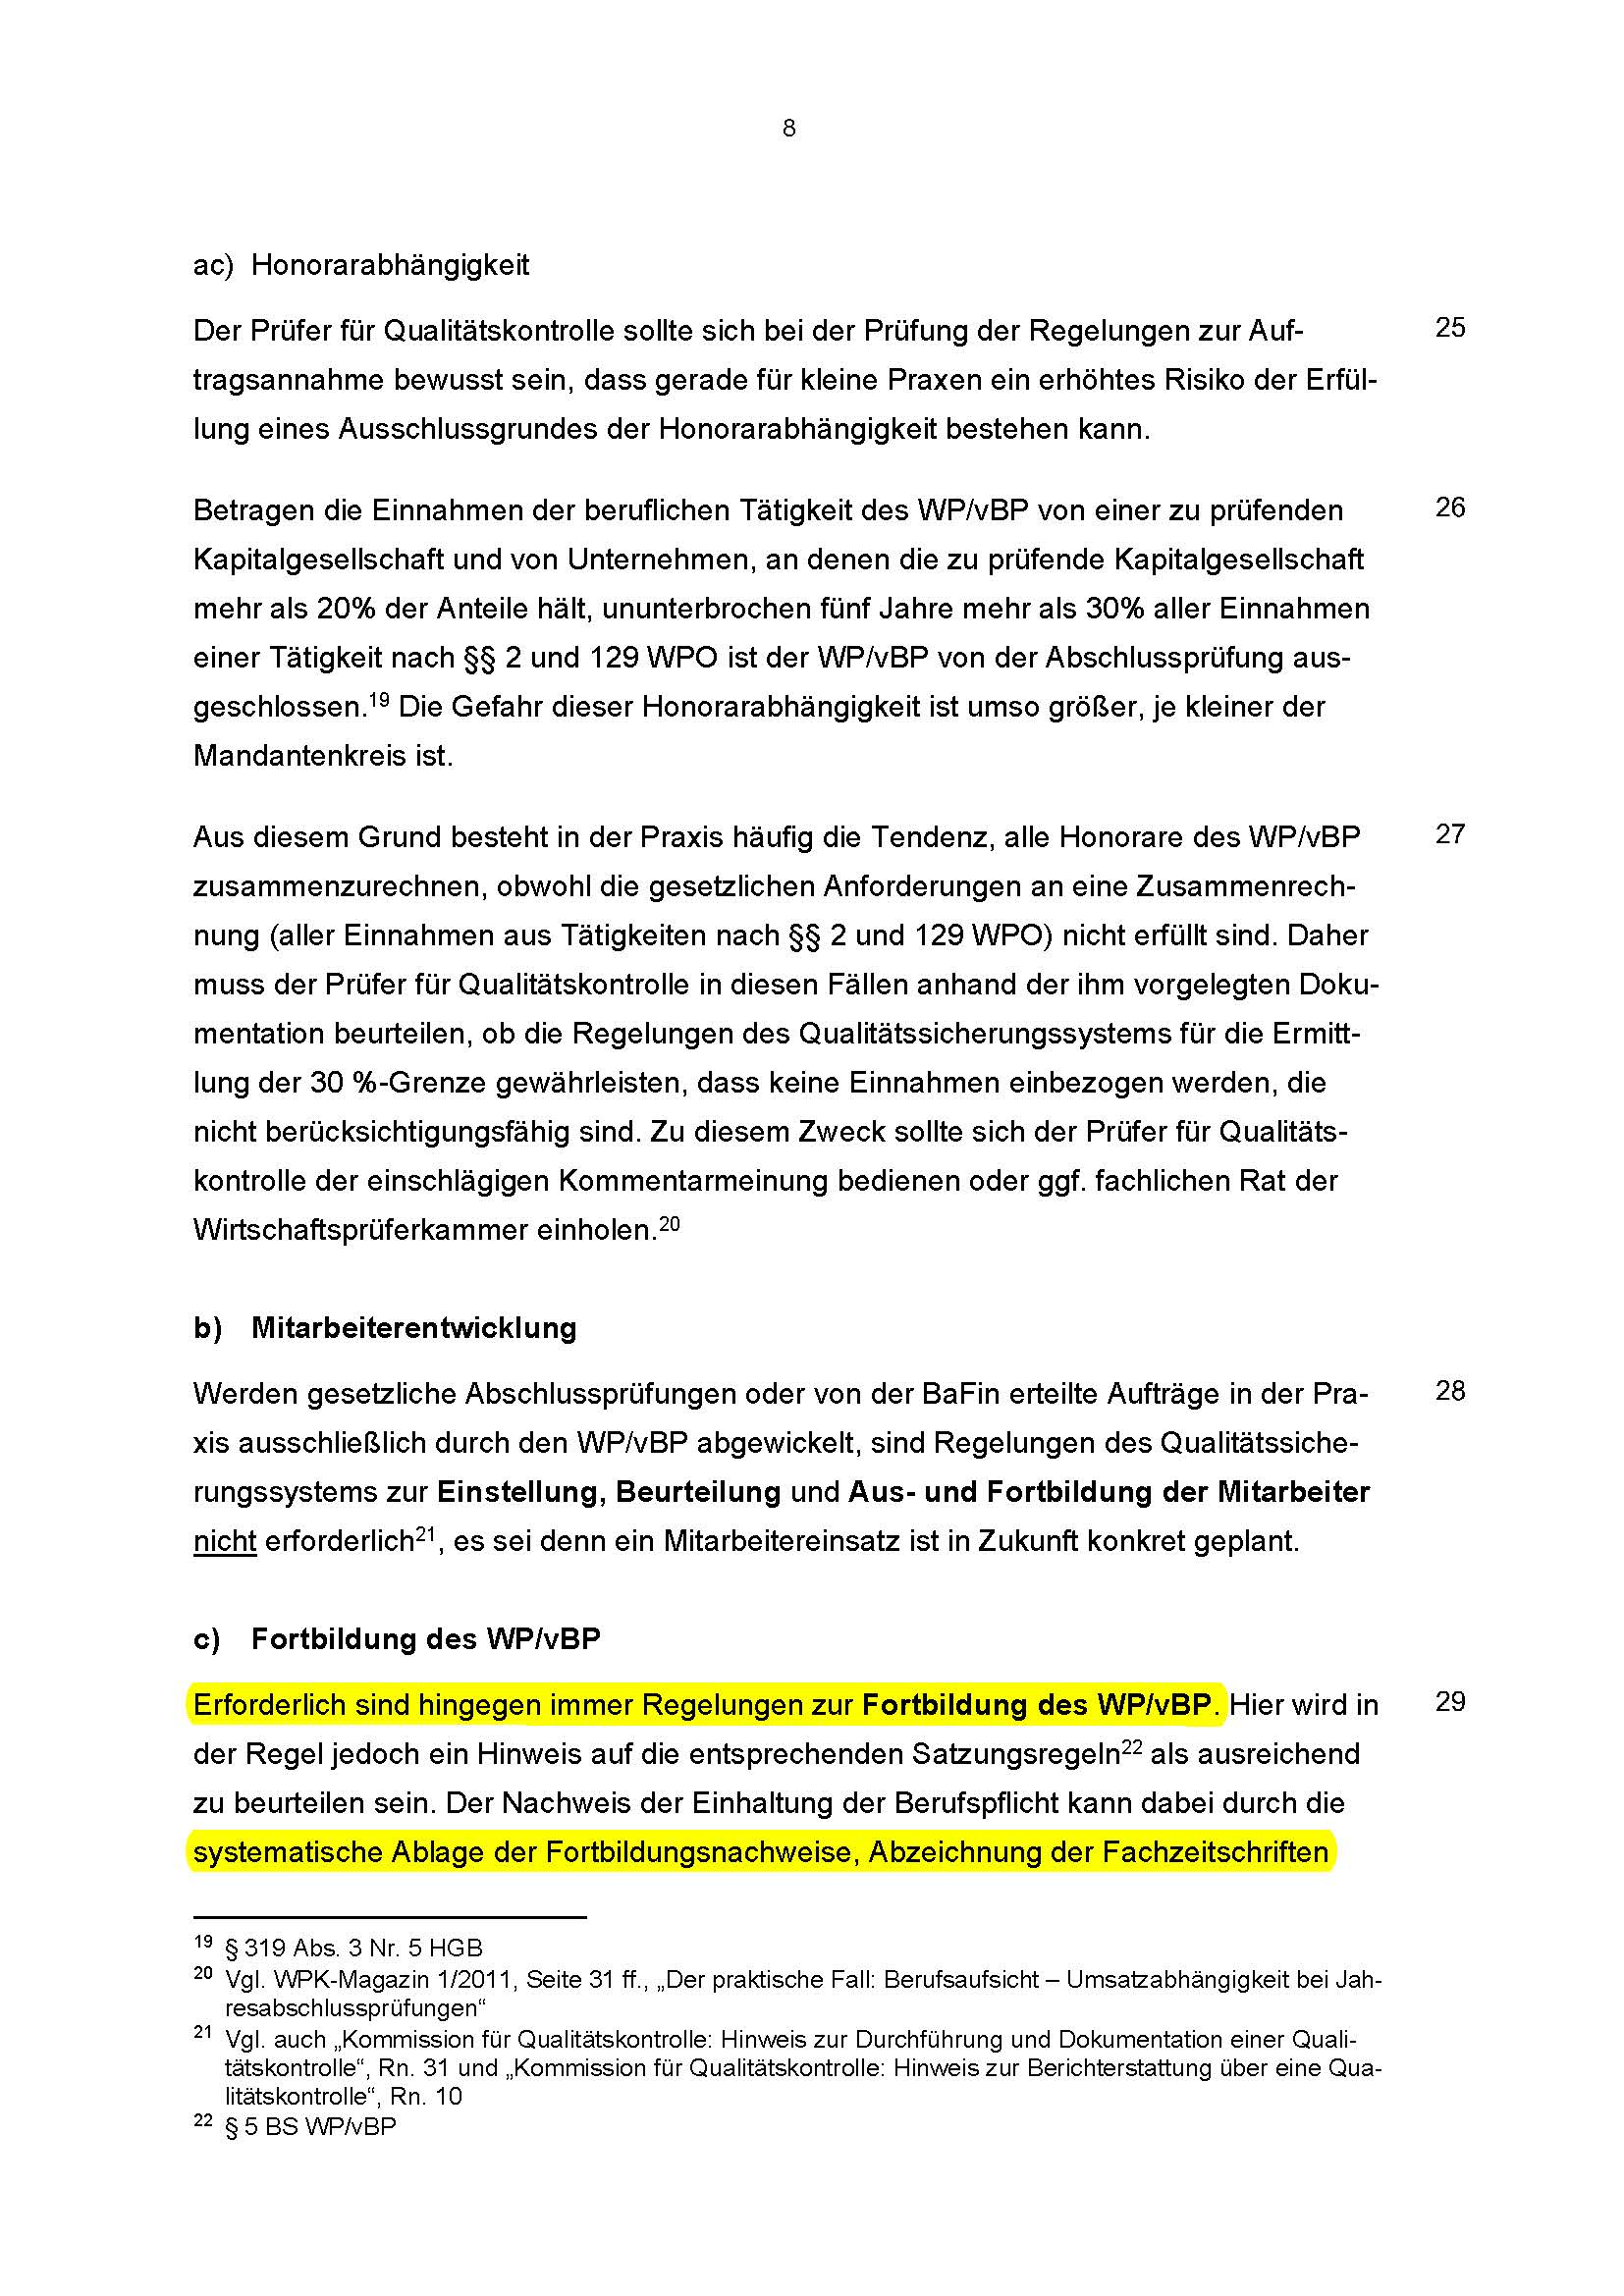 8
ac) Honorarabhängigkeit
Der Prüfer für Qualitätskontrolle sollte sich bei der Prüfung der Regelungen zur Auf- 25
tragsannahme bewusst sein, dass gerade für kleine Praxen ein erhöhtes Risiko der Erfül-
lung eines Ausschlussgrundes der Honorarabhängigkeit bestehen kann.
Betragen die Einnahmen der beruflichen Tätigkeit des WP/vBP von einer zu prüfenden 26
Kapitalgesellschaft und von Unternehmen, an denen die zu prüfende Kapitalgesellschaft
mehr als 20% der Anteile hält, ununterbrochen fünf Jahre mehr als 30% aller Einnahmen
einer Tätigkeit nach §§ 2 und 129 WPO ist der WP/vBP von der Abschlussprüfung aus-
geschlossen.19 Die Gefahr dieser Honorarabhängigkeit ist umso größer, je kleiner der
Mandantenkreis ist.
Aus diesem Grund besteht in der Praxis häufig die Tendenz, alle Honorare des WP/vBP 27
zusammenzurechnen, obwohl die gesetzlichen Anforderungen an eine Zusammenrech-
nung (aller Einnahmen aus Tätigkeiten nach §§ 2 und 129 WPO) nicht erfüllt sind. Daher
muss der Prüfer für Qualitätskontrolle in diesen Fällen anhand der ihm vorgelegten Doku-
mentation beurteilen, ob die Regelungen des Qualitätssicherungssystems für die Ermitt-
lung der 30 %-Grenze gewährleisten, dass keine Einnahmen einbezogen werden, die
nicht berücksichtigungsfähig sind. Zu diesem Zweck sollte sich der Prüfer für Qualitäts-
kontrolle der einschlägigen Kommentarmeinung bedienen oder ggf. fachlichen Rat der
Wirtschaftsprüferkammer einholen.20
b) Mitarbeiterentwicklung
Werden gesetzliche Abschlussprüfungen oder von der BaFin erteilte Aufträge in der Pra- 28
xis ausschließlich durch den WP/vBP abgewickelt, sind Regelungen des Qualitätssiche-
rungssystems zur Einstellung, Beurteilung und Aus- und Fortbildung der Mitarbeiter
nicht erforderlich21, es sei denn ein Mitarbeitereinsatz ist in Zukunft konkret geplant.
c) Fortbildung des WP/vBP
Erforderlich sind hingegen immer Regelungen zur Fortbildung des WP/vBP. Hier wird in 29
der Regel jedoch ein Hinweis auf die entsprechenden Satzungsregeln22 als ausreichend
zu beurteilen sein. Der Nachweis der Einhaltung der Berufspflicht kann dabei durch die
systematische Ablage der Fortbildungsnachweise, Abzeichnung der Fachzeitschriften
19 § 319 Abs. 3 Nr. 5 HGB
20 Vgl. WPK-Magazin 1/2011, Seite 31 ff., „Der praktische Fall: Berufsaufsicht – Umsatzabhängigkeit bei Jah-
resabschlussprüfungen“
21 Vgl. auch „Kommission für Qualitätskontrolle: Hinweis zur Durchführung und Dokumentation einer Quali-
tätskontrolle“, Rn. 31 und „Kommission für Qualitätskontrolle: Hinweis zur Berichterstattung über eine Qua-
litätskontrolle“, Rn. 10
22 § 5 BS WP/vBP